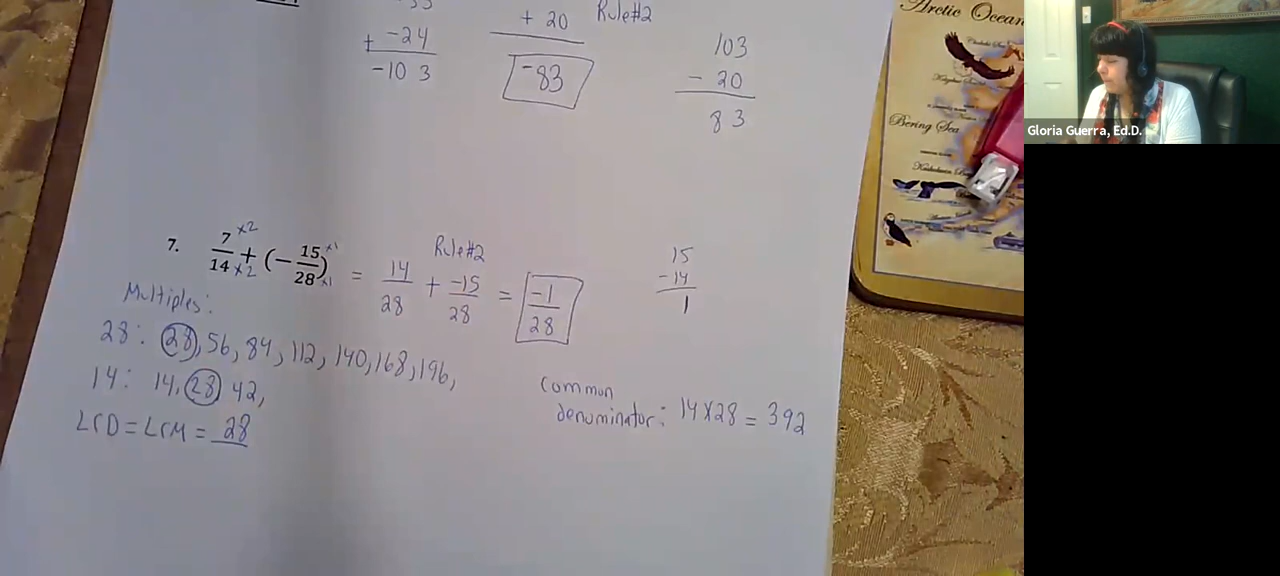 + -24
-10 3
+ 20
-83
Rule#2
103
- 20
83
7. 7/14 + (- 15/28) = 14/28 + -15/28 = -1/28
×2
×2
×1
×1
Rule#2
15
-14
1
Multiples:
28: 28, 56, 84, 112, 140, 168, 196,
14: 14, 28, 42,
LCD = LCM = 28
common
denominator: 14 × 28 = 392
Arctic Ocean
Bering Sea
Gloria Guerra, Ed.D.